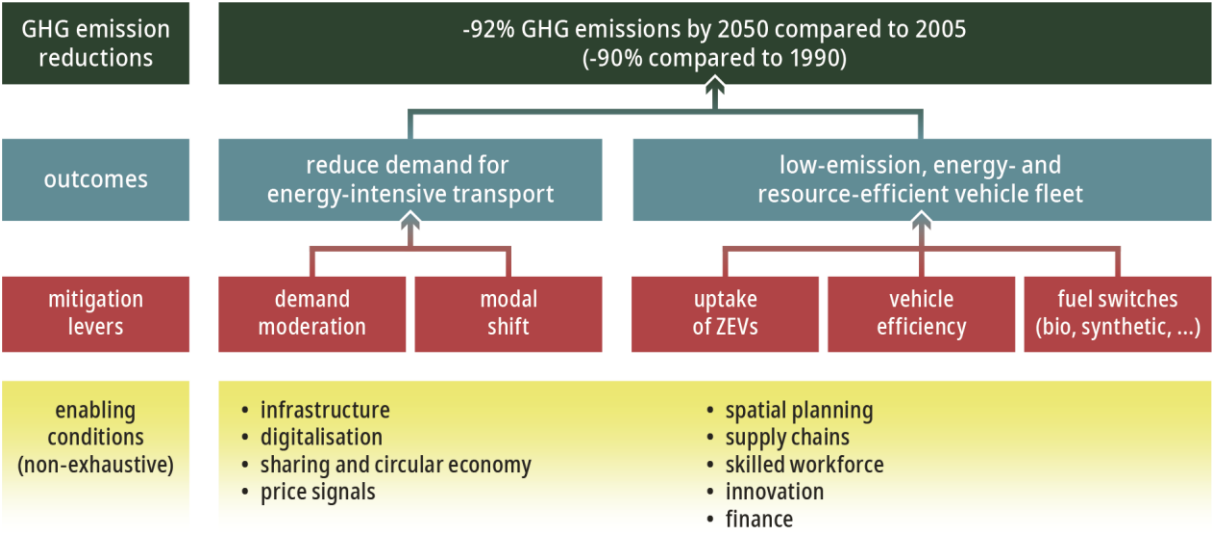 GHG emission
reductions
-92% GHG emissions by 2050 compared to 2005
(-90% compared to 1990)
outcomes
reduce demand for
energy-intensive transport
low-emission, energy- and
resource-efficient vehicle fleet
mitigation
levers
demand
moderation
modal
shift
uptake
of ZEVs
vehicle
efficiency
fuel switches
(bio, synthetic, ...)
enabling
conditions
(non-exhaustive)
• infrastructure
• digitalisation
• sharing and circular economy
• price signals
• spatial planning
• supply chains
• skilled workforce
• innovation
• finance